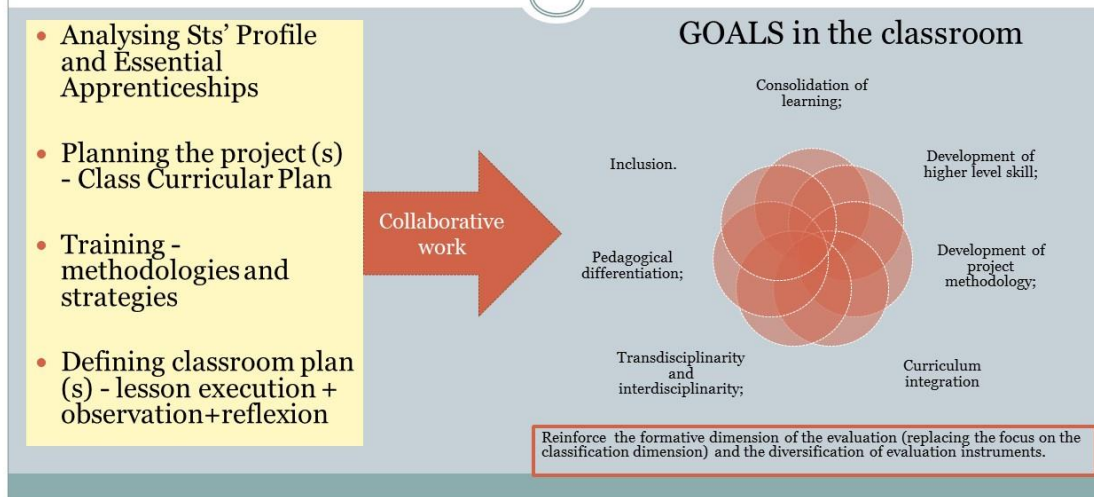 • Analysing Sts' Profile
and Essential
Apprenticeships
• Planning the project (s)
- Class Curricular Plan
• Training -
methodologies and
strategies
• Defining classroom plan
(s) - lesson execution +
observation+reflexion
Collaborative
work
GOALS in the classroom
Consolidation of
learning;
Development of
higher level skill;
Development of
project
methodology;
Curriculum
integration
Transdisciplinarity
and
interdisciplinarity;
Pedagogical
differentiation;
Inclusion.
Reinforce the formative dimension of the evaluation (replacing the focus on the
classification dimension) and the diversification of evaluation instruments.